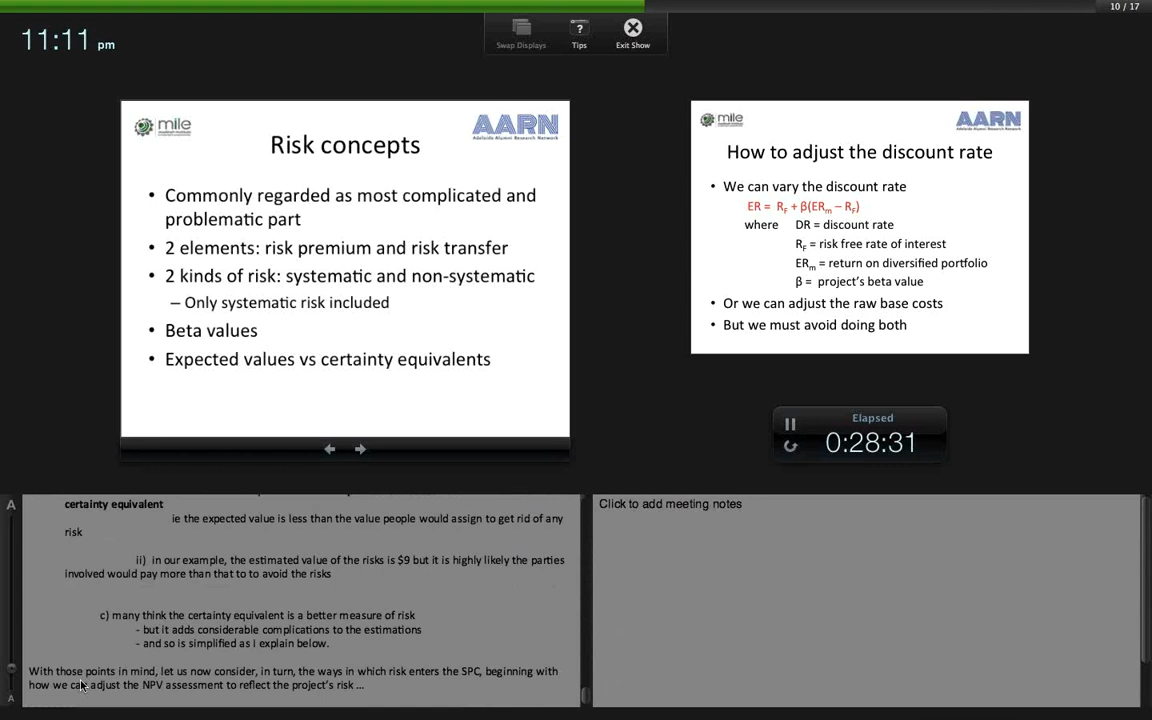 10 / 17
11:11 pm
Swap Displays
?
Tips
Exit Show
mile
AARN
Adelaide Alumni Research Network
Risk concepts
• Commonly regarded as most complicated and
problematic part
• 2 elements: risk premium and risk transfer
• 2 kinds of risk: systematic and non-systematic
– Only systematic risk included
• Beta values
• Expected values vs certainty equivalents
mile
AARN
Adelaide Alumni Research Network
How to adjust the discount rate
• We can vary the discount rate
ER = RF + β(ERm – RF)
where DR = discount rate
RF = risk free rate of interest
ERm = return on diversified portfolio
β = project's beta value
• Or we can adjust the raw base costs
• But we must avoid doing both
Elapsed
0:28:31
A
A
certainty equivalent
ie the expected value is less than the value people would assign to get rid of any
risk
ii) in our example, the estimated value of the risks is $9 but it is highly likely the parties
involved would pay more than that to to avoid the risks
c) many think the certainty equivalent is a better measure of risk
- but it adds considerable complications to the estimations
- and so is simplified as I explain below.
With those points in mind, let us now consider, in turn, the ways in which risk enters the SPC, beginning with
how we can adjust the NPV assessment to reflect the project's risk ...
Click to add meeting notes